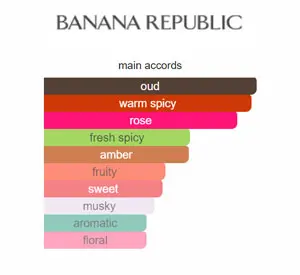 BANANA REPUBLIC
main accords
oud
warm spicy
rose
fresh spicy
amber
fruity
sweet
musky
aromatic
floral